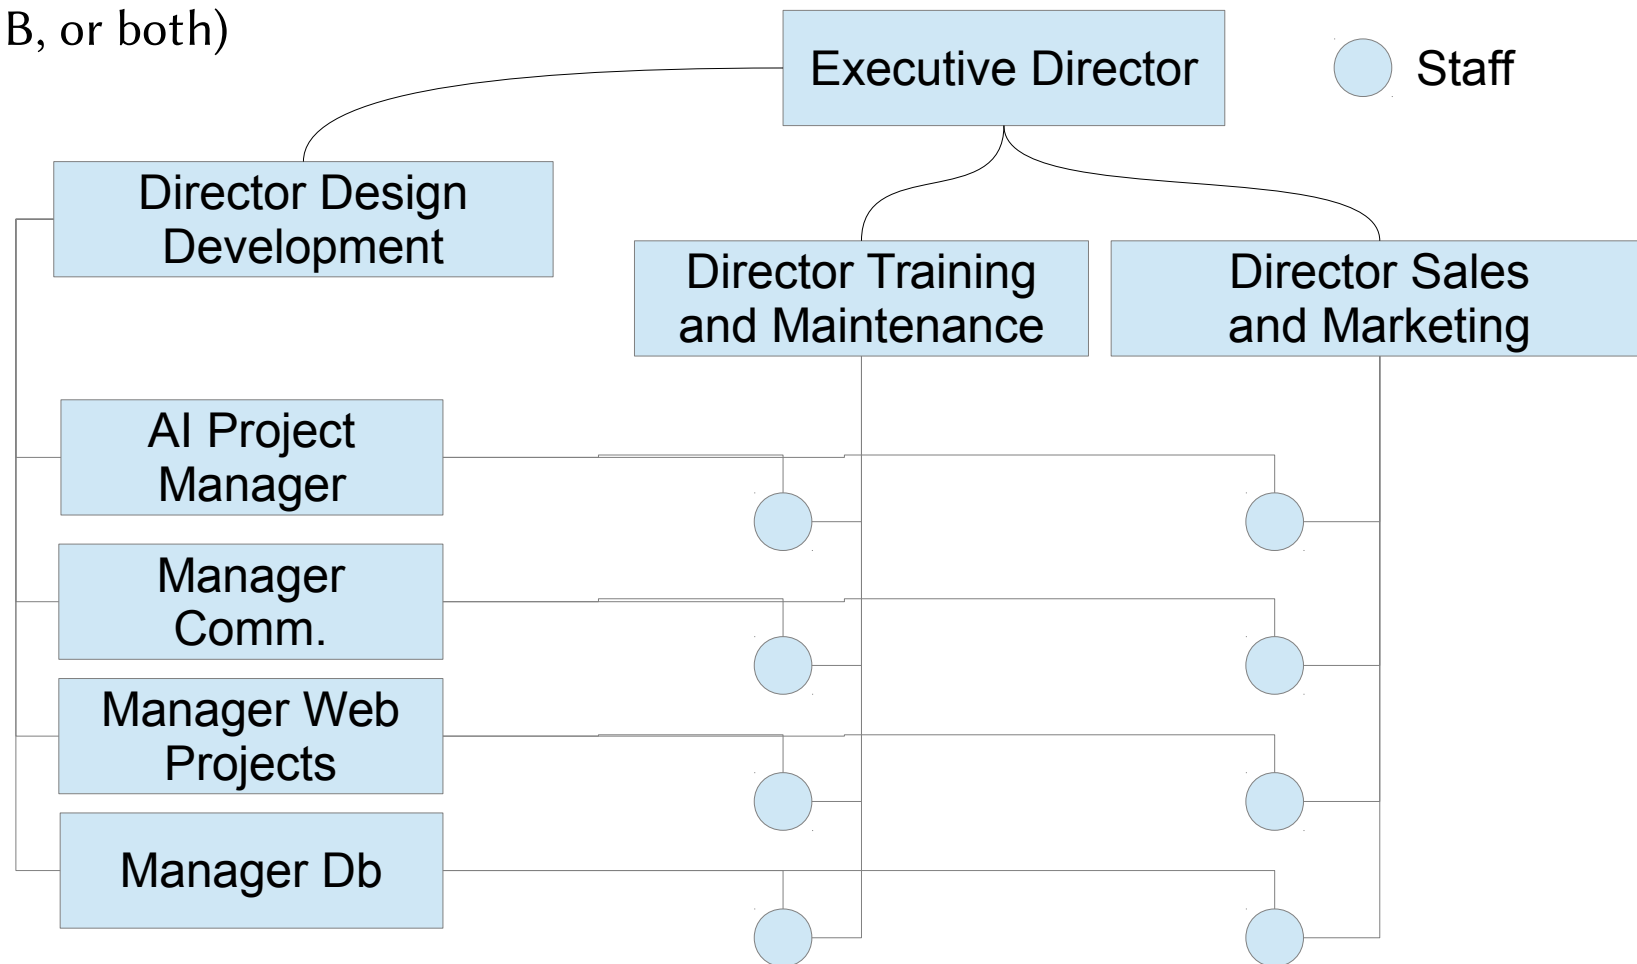 B, or both)
Executive Director
Staff
Director Design
Development
Director Training
and Maintenance
Director Sales
and Marketing
AI Project
Manager
Manager
Comm.
Manager Web
Projects
Manager Db